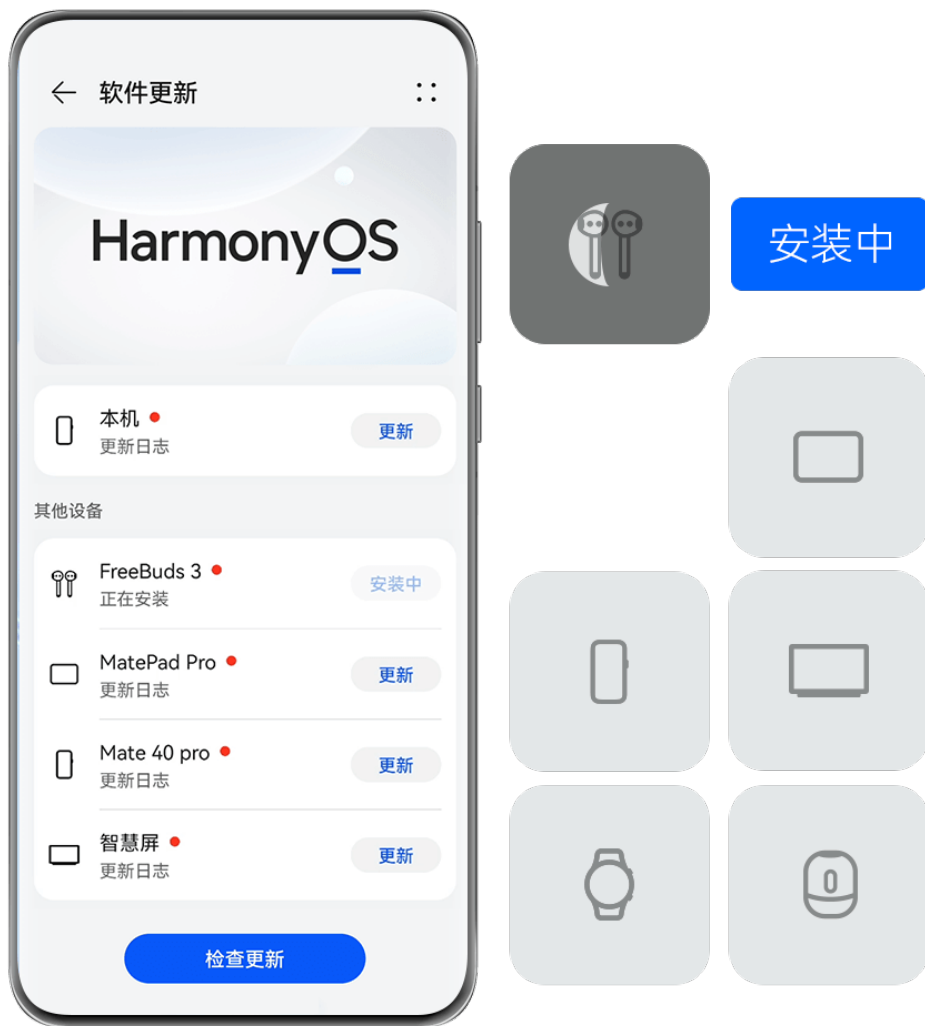 软件更新
HarmonyOS
本机
更新日志
更新
其他设备
FreeBuds 3
正在安装
安装中
MatePad Pro
更新日志
更新
Mate 40 pro
更新日志
更新
智慧屏
更新日志
更新
检查更新
安装中